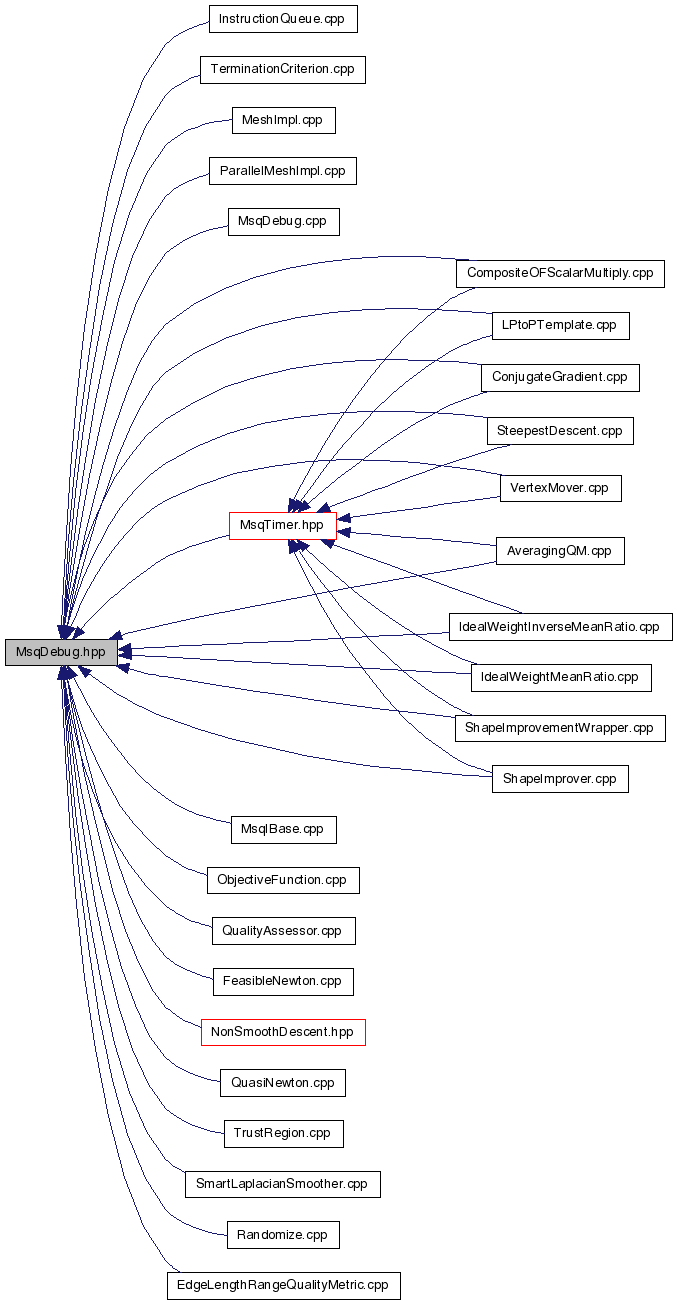 InstructionQueue.cpp
TerminationCriterion.cpp
MeshImpl.cpp
ParallelMeshImpl.cpp
MsqDebug.cpp
CompositeOFScalarMultiply.cpp
LPtoPTemplate.cpp
ConjugateGradient.cpp
SteepestDescent.cpp
VertexMover.cpp
MsqTimer.hpp
AveragingQM.cpp
IdealWeightInverseMeanRatio.cpp
MsqDebug.hpp
IdealWeightMeanRatio.cpp
ShapeImprovementWrapper.cpp
ShapeImprover.cpp
MsqIBase.cpp
ObjectiveFunction.cpp
QualityAssessor.cpp
FeasibleNewton.cpp
NonSmoothDescent.hpp
QuasiNewton.cpp
TrustRegion.cpp
SmartLaplacianSmoother.cpp
Randomize.cpp
EdgeLengthRangeQualityMetric.cpp